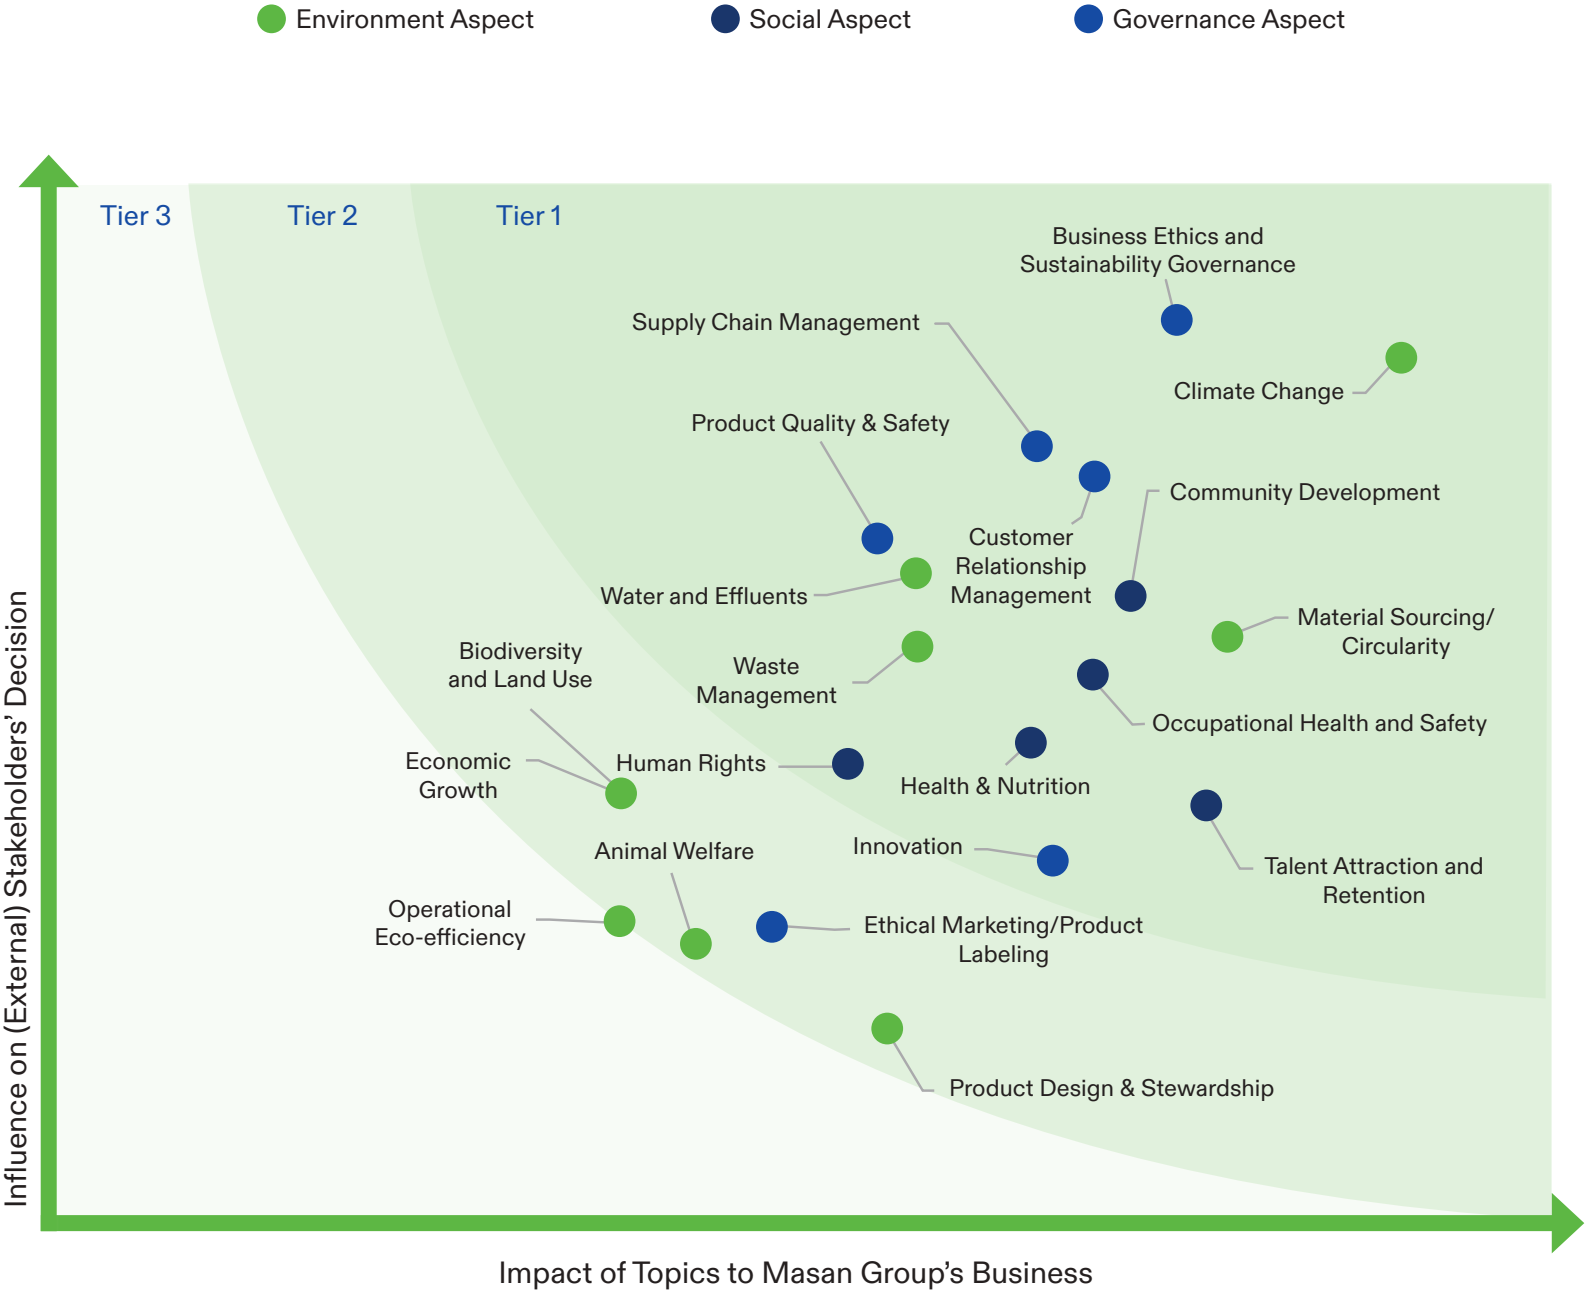 Environment Aspect
Social Aspect
Governance Aspect
Tier 3
Tier 2
Tier 1
Business Ethics and
Sustainability Governance
Supply Chain Management
Climate Change
Product Quality & Safety
Community Development
Customer
Relationship
Management
Water and Effluents
Material Sourcing/
Circularity
Biodiversity
and Land Use
Waste
Management
Occupational Health and Safety
Economic
Growth
Human Rights
Health & Nutrition
Animal Welfare
Innovation
Talent Attraction and
Retention
Operational
Eco-efficiency
Ethical Marketing/Product
Labeling
Product Design & Stewardship
Influence on (External) Stakeholders’ Decision
Impact of Topics to Masan Group’s Business